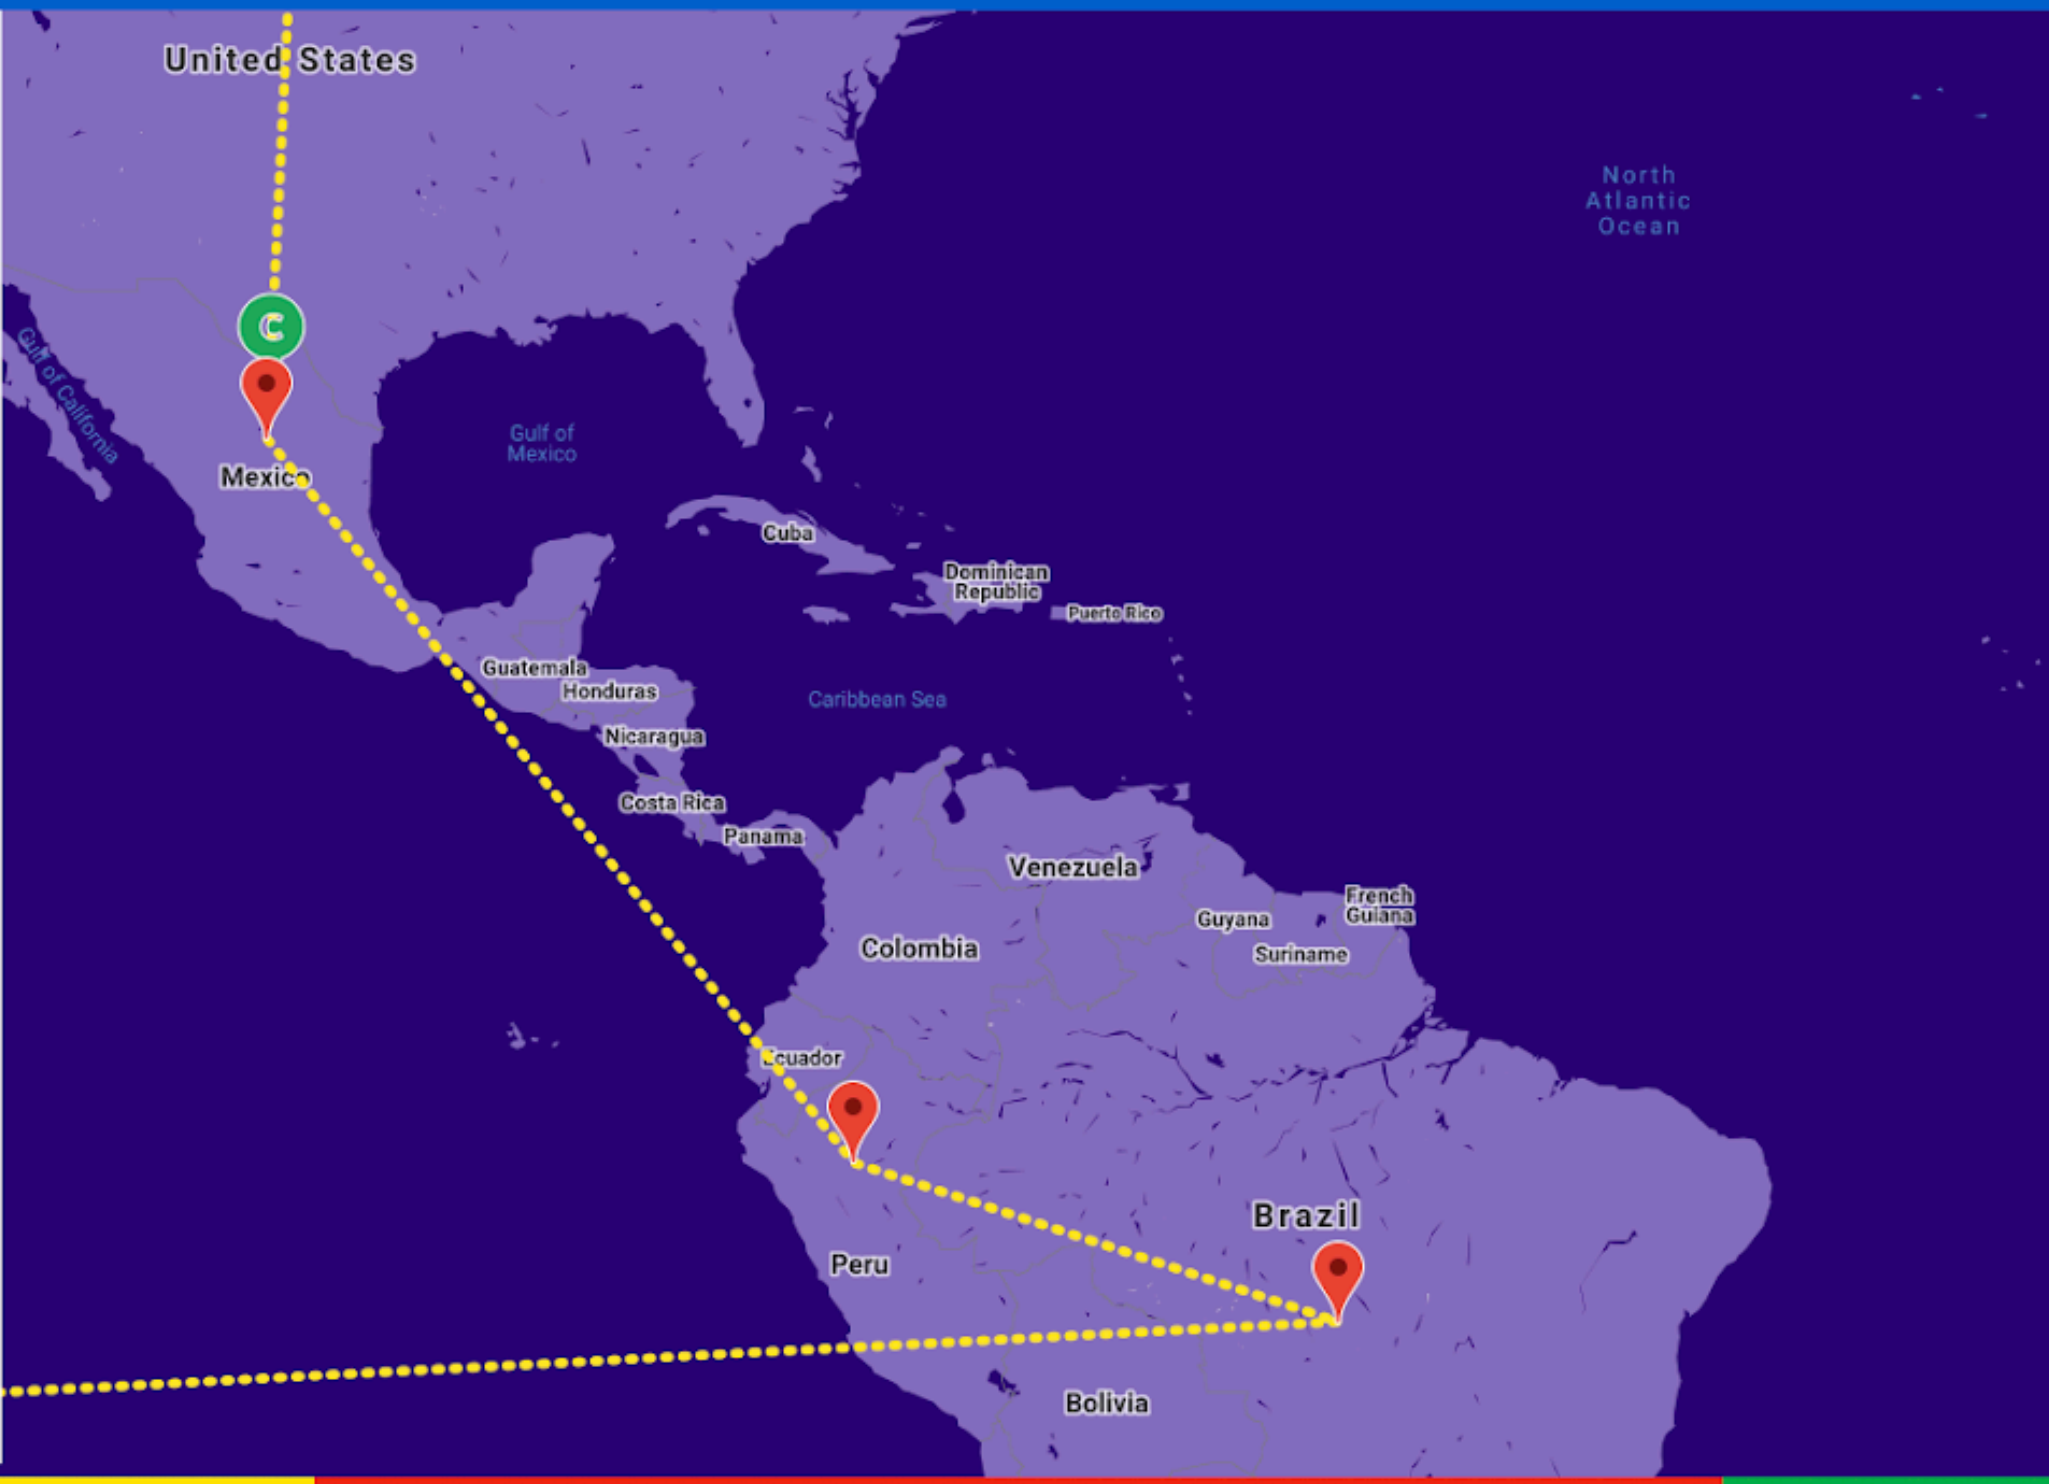 United States
North
Atlantic
Ocean
C
Gulf of California
Gulf of
Mexico
Mexico
Cuba
Dominican
Republic
Puerto Rico
Guatemala
Honduras
Caribbean Sea
Nicaragua
Costa Rica
Panama
Venezuela
French
Guiana
Guyana
Colombia
Suriname
Ecuador
Brazil
Peru
Bolivia